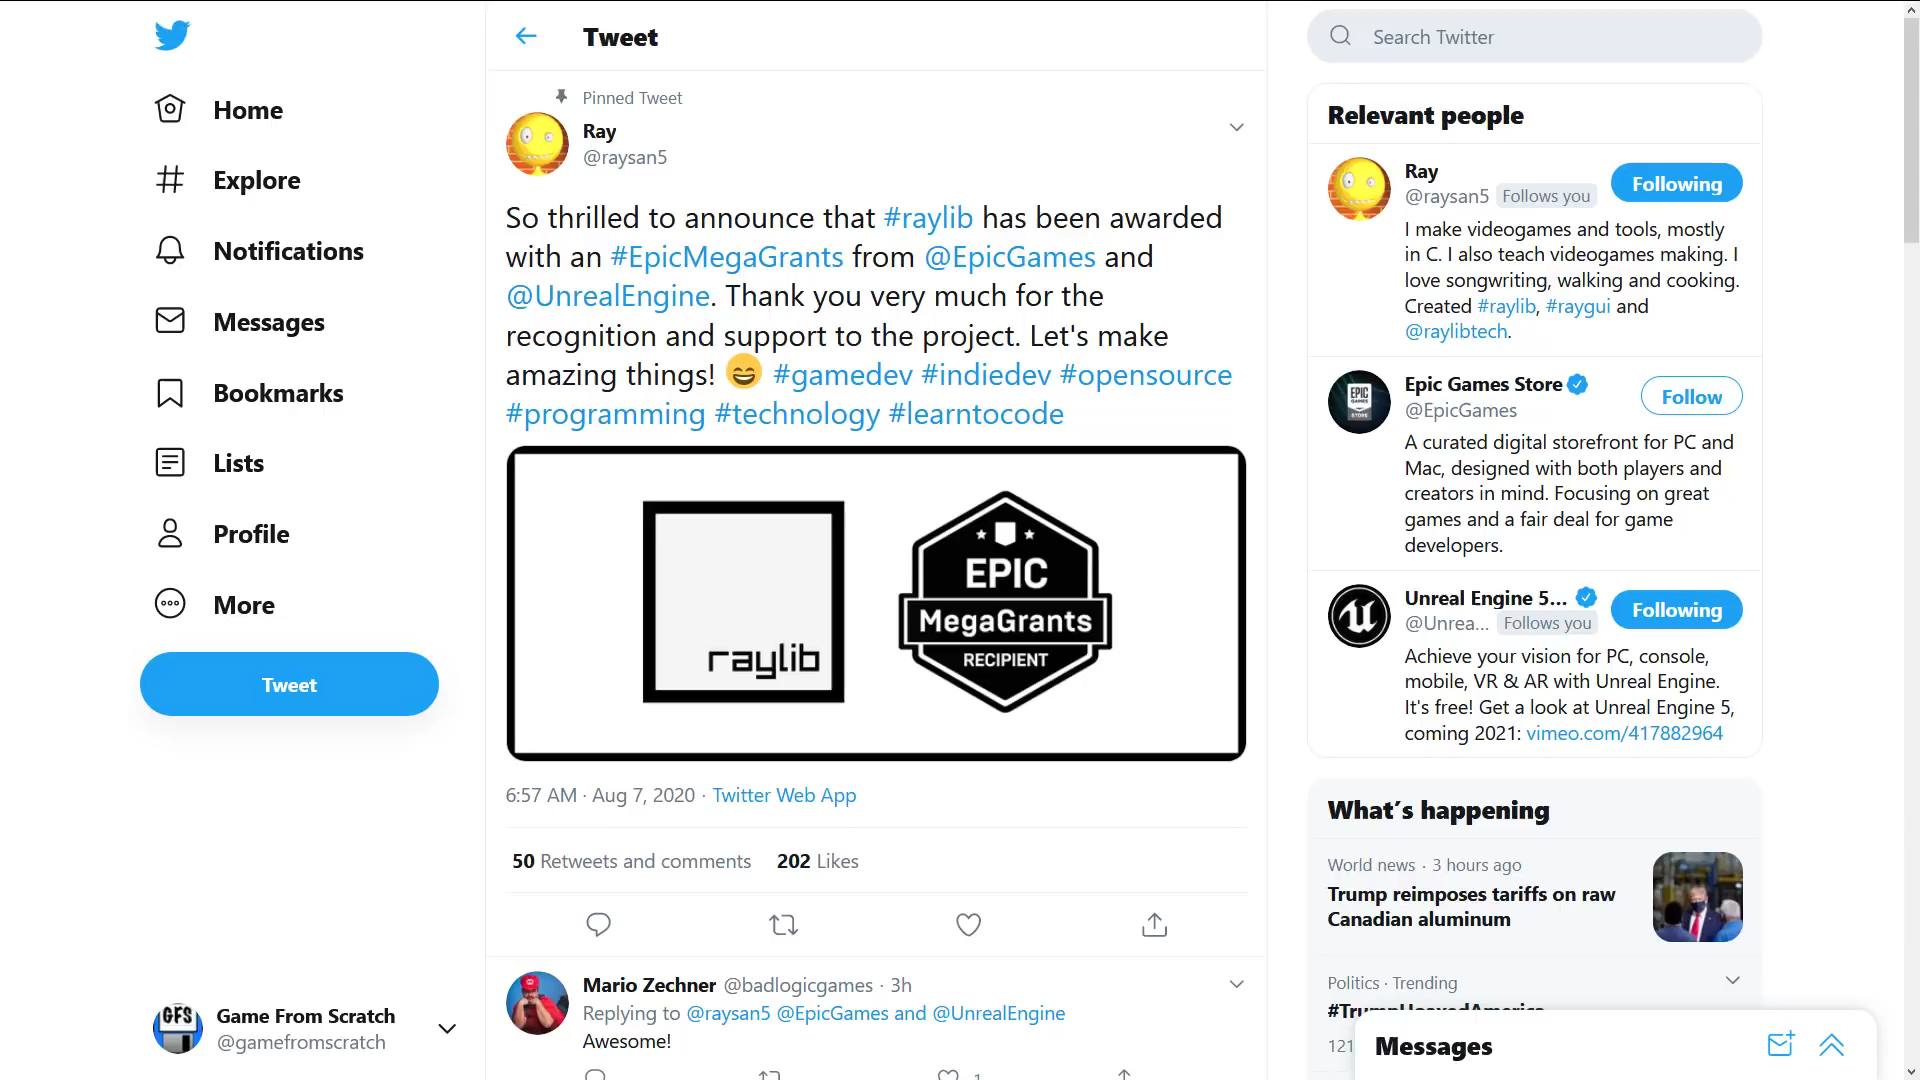 Home
Explore
Notifications
Messages
Bookmarks
Lists
Profile
More
Tweet
GFS
Game From Scratch
@gamefromscratch
Tweet
Pinned Tweet
Ray
@raysan5
So thrilled to announce that #raylib has been awarded
with an #EpicMegaGrants from @EpicGames and
@UnrealEngine. Thank you very much for the
recognition and support to the project. Let's make
amazing things! 😄 #gamedev #indiedev #opensource
#programming #technology #learntocode
raylib
EPIC
MegaGrants
RECIPIENT
6:57 AM · Aug 7, 2020 · Twitter Web App
50 Retweets and comments 202 Likes
Mario Zechner @badlogicgames · 3h
Replying to @raysan5 @EpicGames and @UnrealEngine
Awesome!
1
Search Twitter
Relevant people
Ray
@raysan5 Follows you
Following
I make videogames and tools, mostly
in C. I also teach videogames making. I
love songwriting, walking and cooking.
Created #raylib, #raygui and
@raylibtech.
EPIC
GAMES
STORE
Epic Games Store
@EpicGames
Follow
A curated digital storefront for PC and
Mac, designed with both players and
creators in mind. Focusing on great
games and a fair deal for game
developers.
Unreal Engine 5...
@Unrea... Follows you
Following
Achieve your vision for PC, console,
mobile, VR & AR with Unreal Engine.
It's free! Get a look at Unreal Engine 5,
coming 2021: vimeo.com/417882964
What's happening
World news · 3 hours ago
Trump reimposes tariffs on raw
Canadian aluminum
Politics · Trending
121
Messages